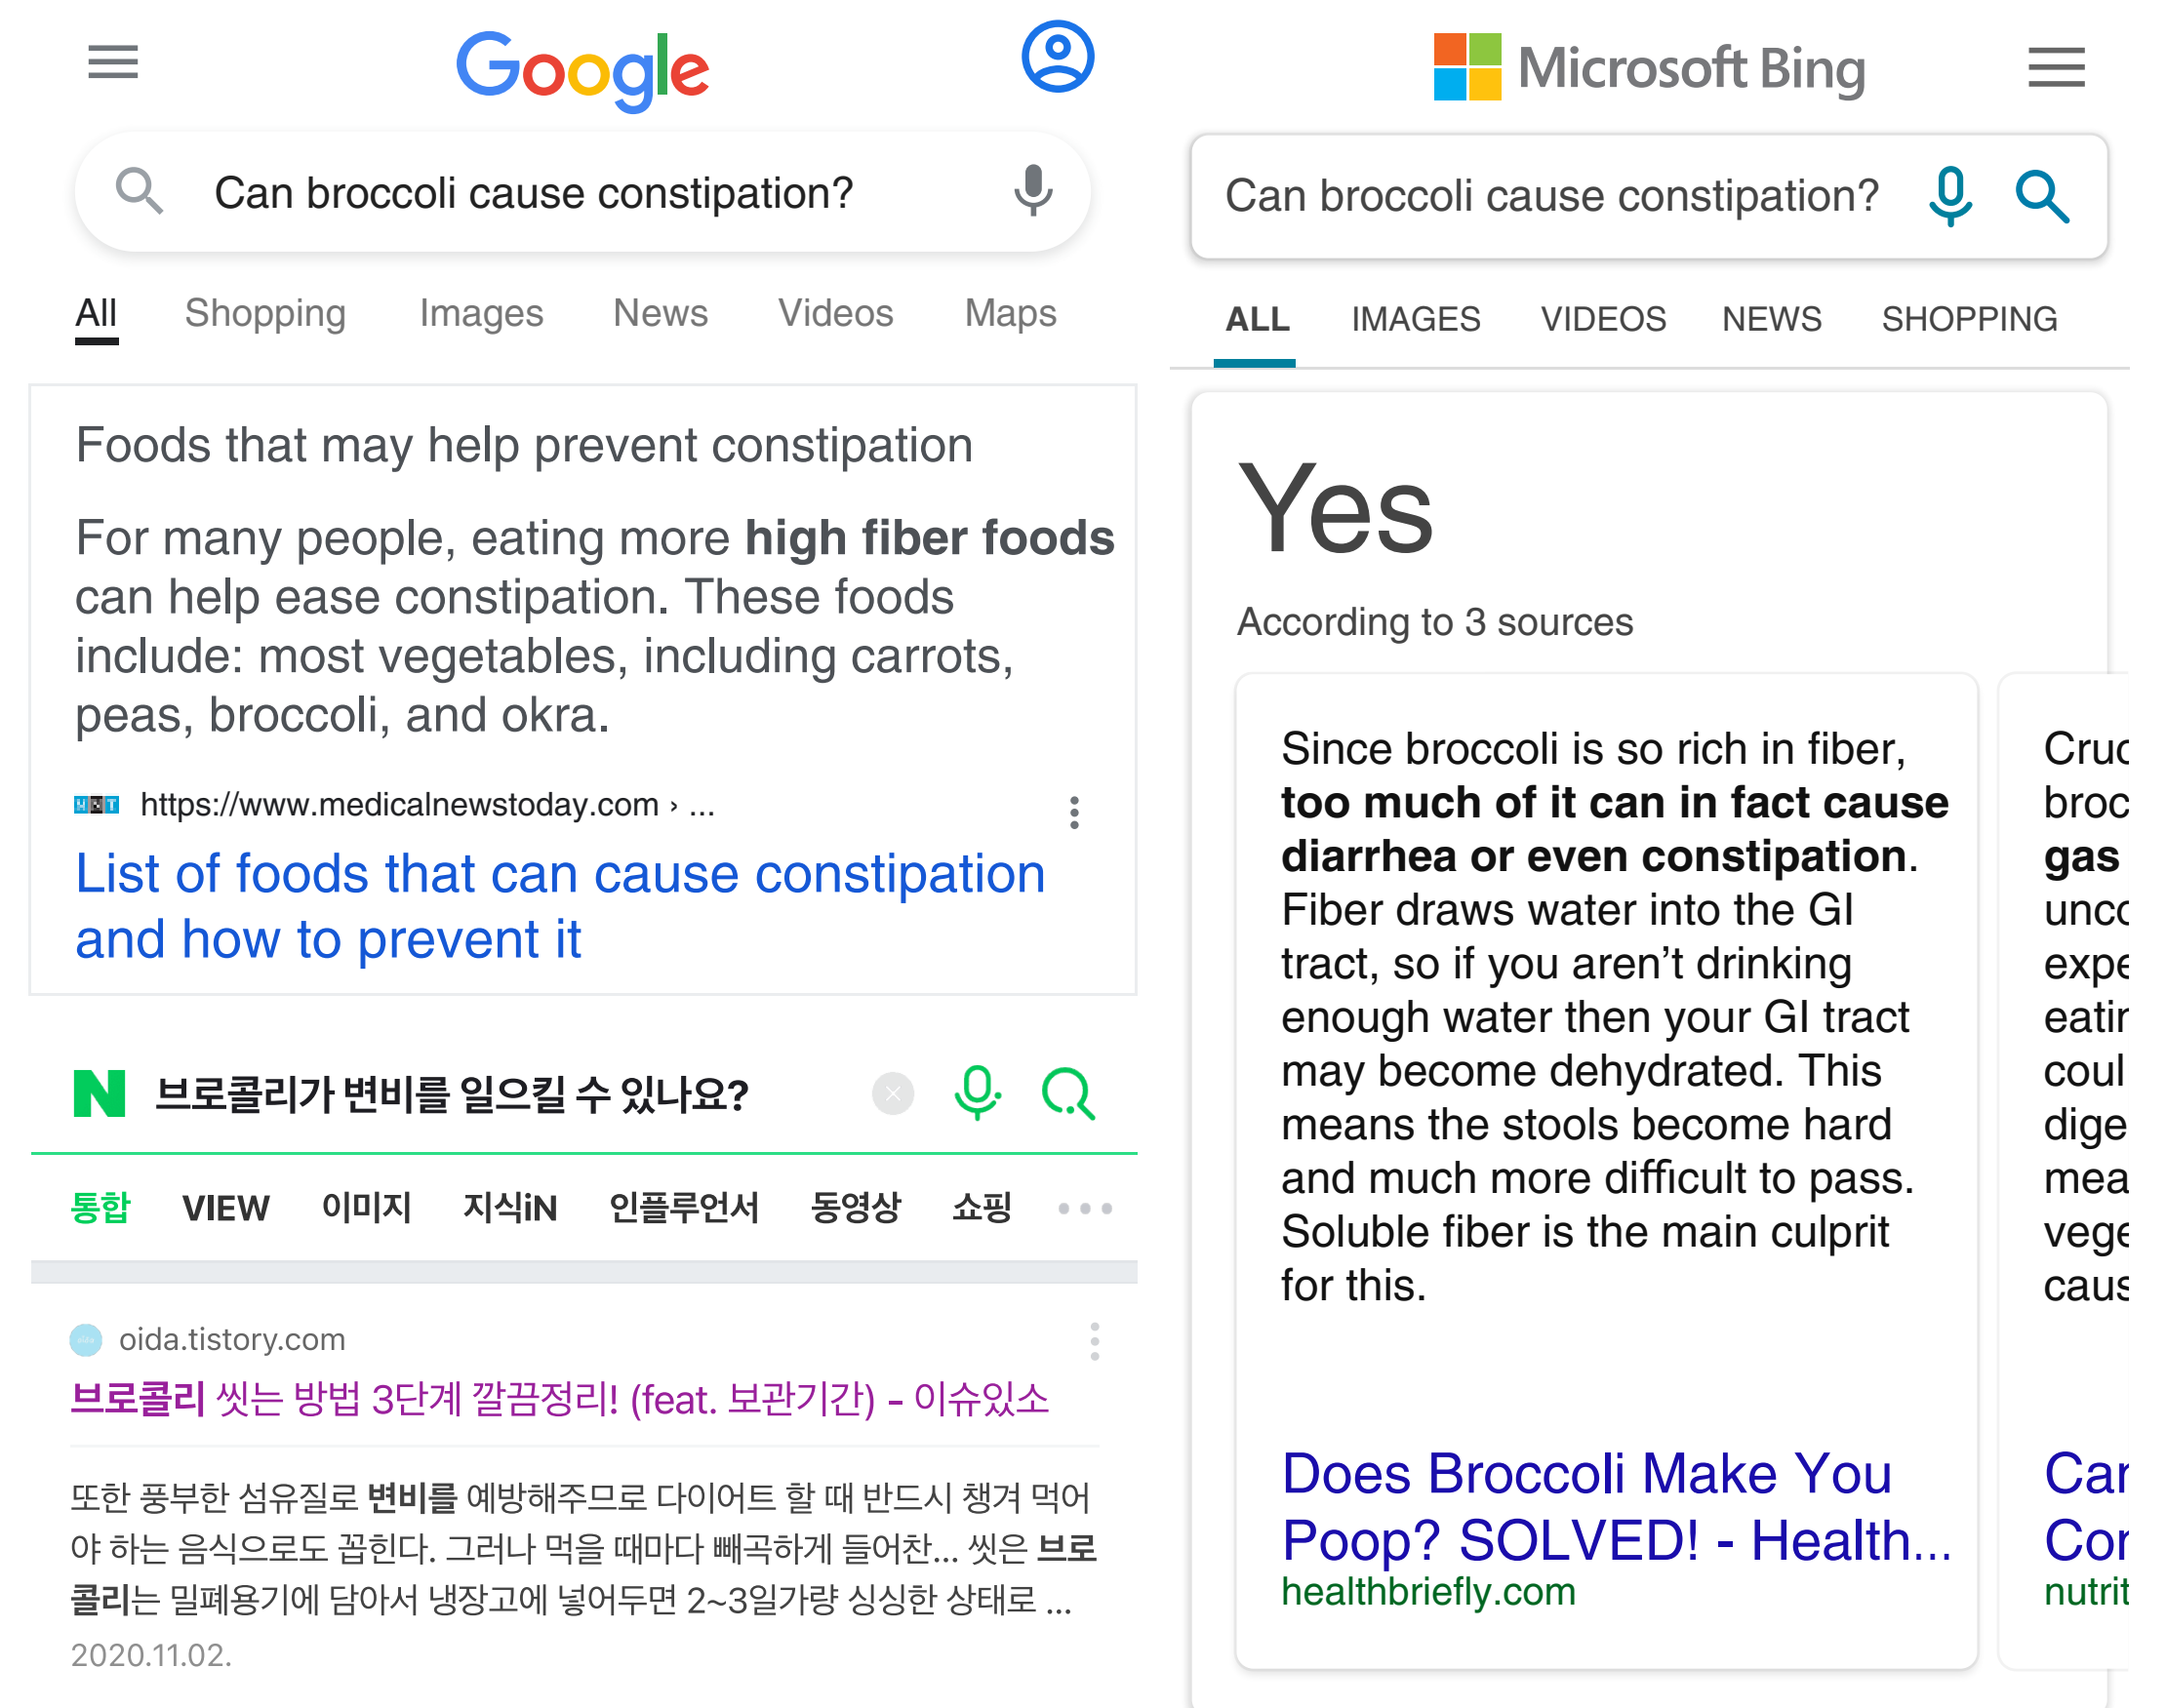 Google
Can broccoli cause constipation?
All Shopping Images News Videos Maps
Foods that may help prevent constipation
For many people, eating more high fiber foods
can help ease constipation. These foods
include: most vegetables, including carrots,
peas, broccoli, and okra.
https://www.medicalnewstoday.com › ...
List of foods that can cause constipation
and how to prevent it
N 브로콜리가 변비를 일으킬 수 있나요?
통합 VIEW 이미지 지식iN 인플루언서 동영상 쇼핑
oida.tistory.com
브로콜리 씻는 방법 3단계 깔끔정리! (feat. 보관기간) - 이슈있소
또한 풍부한 섬유질로 변비를 예방해주므로 다이어트 할 때 반드시 챙겨 먹어
야 하는 음식으로도 꼽힌다. 그러나 먹을 때마다 빼곡하게 들어찬... 씻은 브로
콜리는 밀폐용기에 담아서 냉장고에 넣어두면 2~3일가량 싱싱한 상태로 ...
2020.11.02.
Microsoft Bing
Can broccoli cause constipation?
ALL IMAGES VIDEOS NEWS SHOPPING
Yes
According to 3 sources
Since broccoli is so rich in fiber,
too much of it can in fact cause
diarrhea or even constipation.
Fiber draws water into the GI
tract, so if you aren’t drinking
enough water then your GI tract
may become dehydrated. This
means the stools become hard
and much more difficult to pass.
Soluble fiber is the main culprit
for this.
Does Broccoli Make You
Poop? SOLVED! - Health...
healthbriefly.com
gas